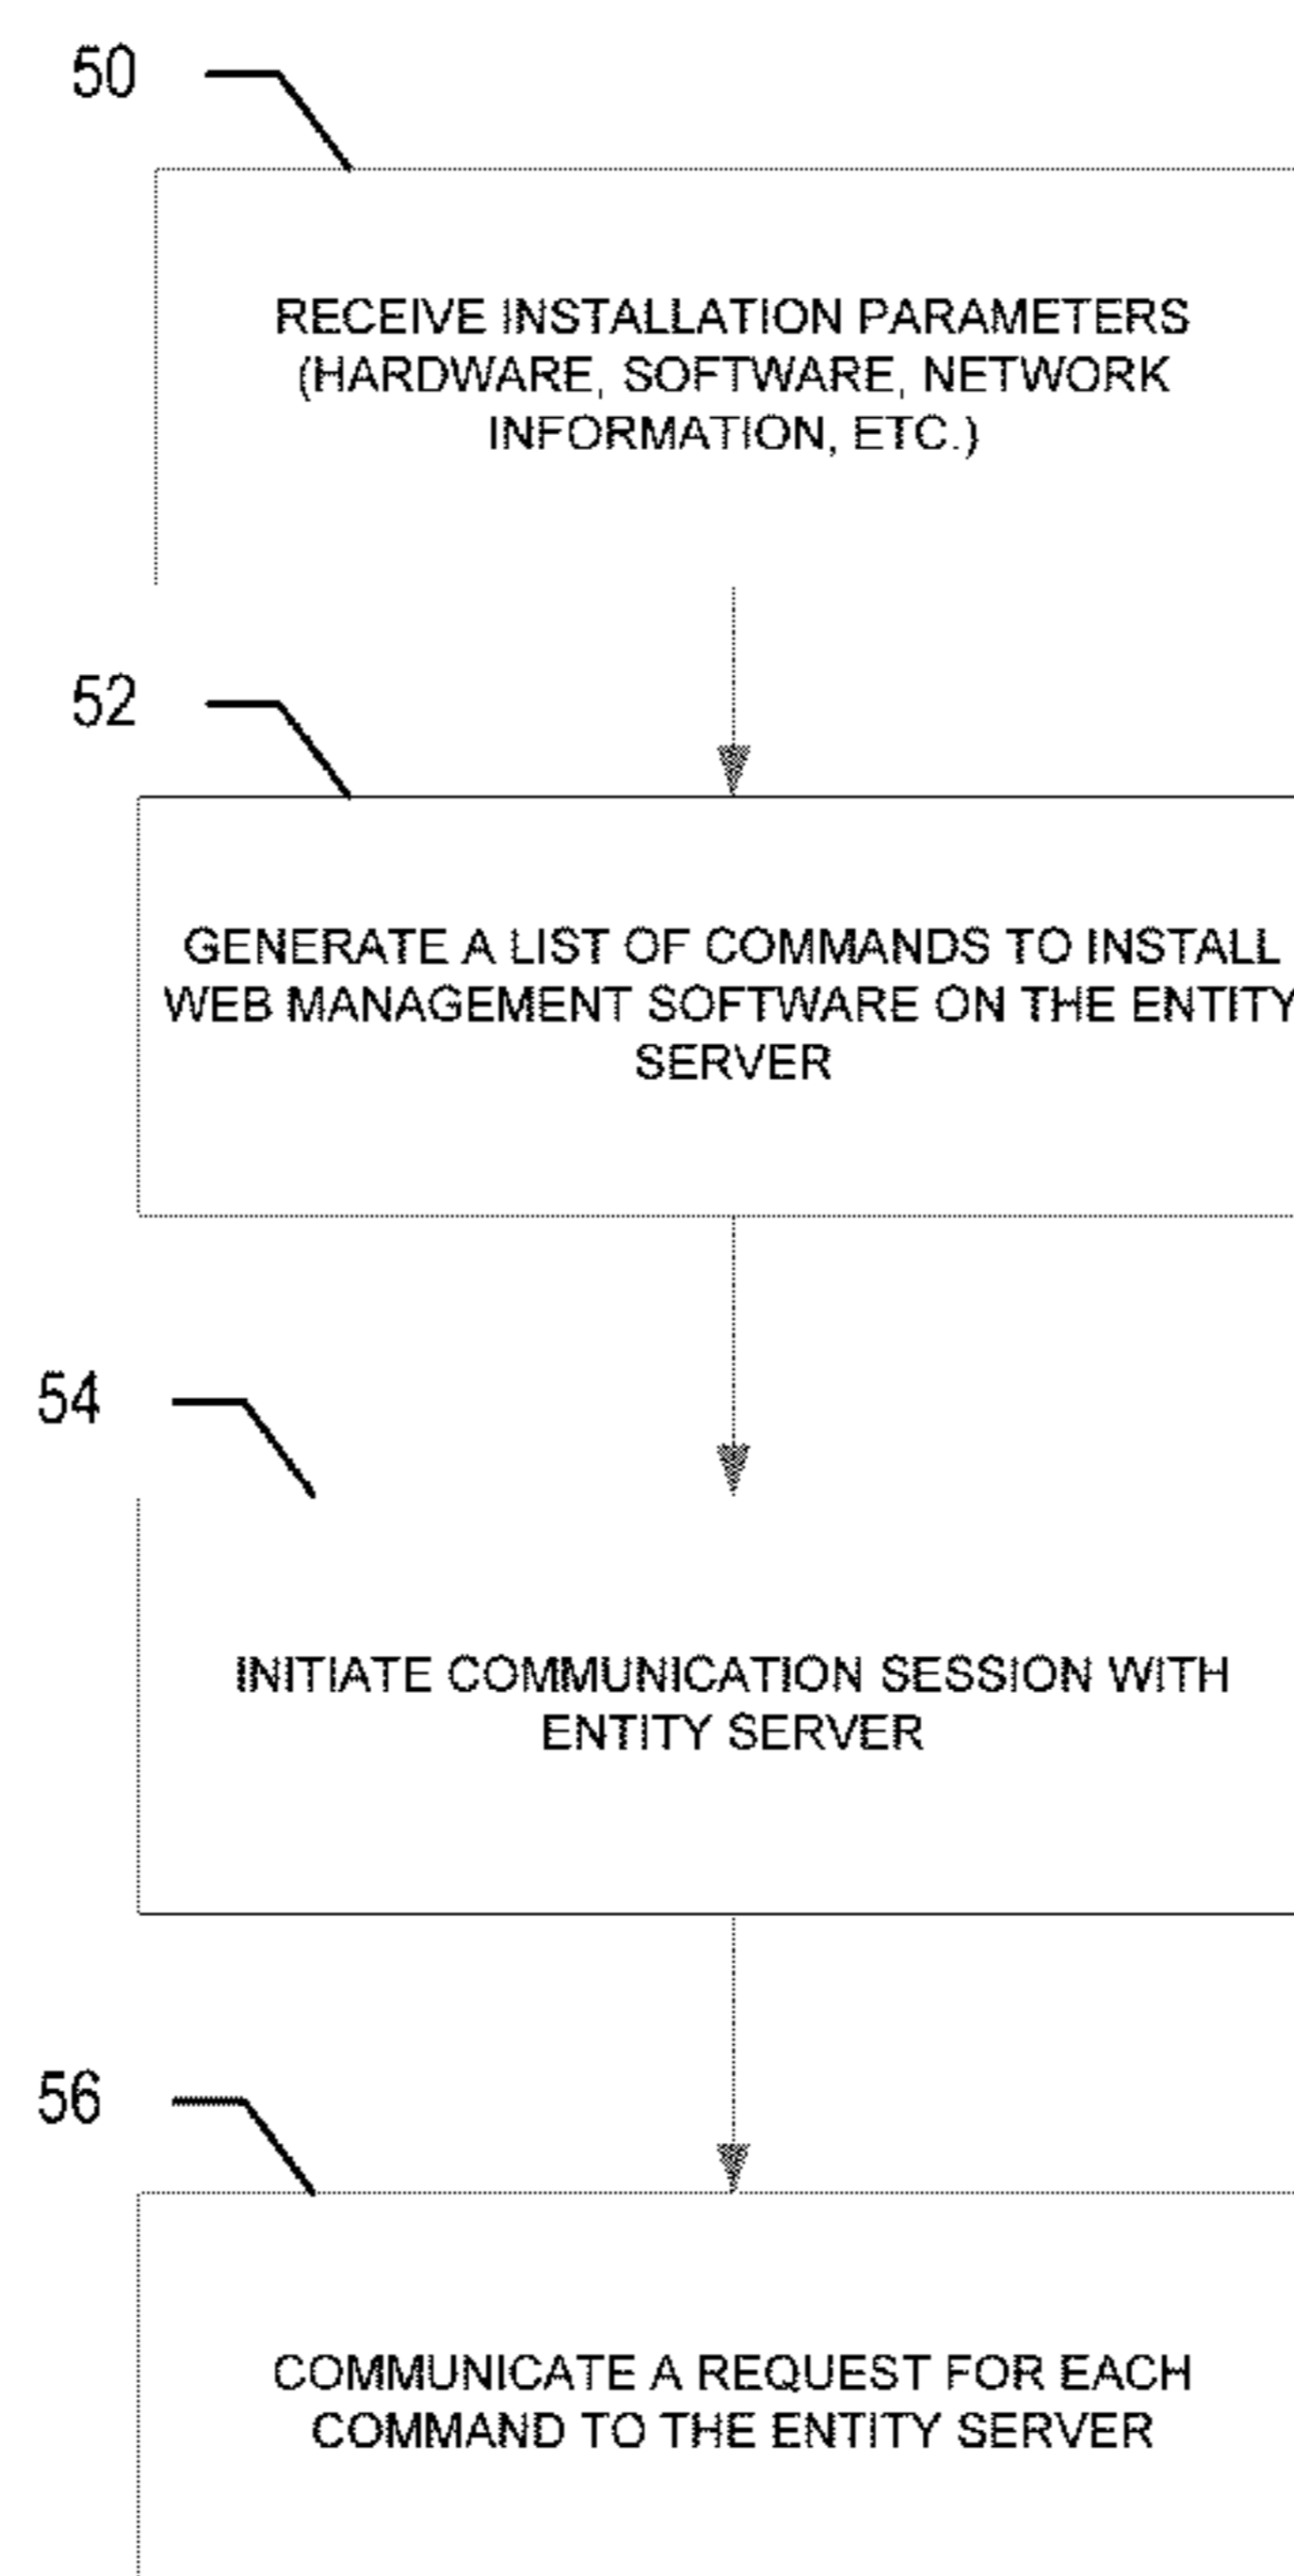 50
RECEIVE INSTALLATION PARAMETERS
(HARDWARE, SOFTWARE, NETWORK
INFORMATION, ETC.)
52
GENERATE A LIST OF COMMANDS TO INSTALL
WEB MANAGEMENT SOFTWARE ON THE ENTITY
SERVER
54
INITIATE COMMUNICATION SESSION WITH
ENTITY SERVER
56
COMMUNICATE A REQUEST FOR EACH
COMMAND TO THE ENTITY SERVER